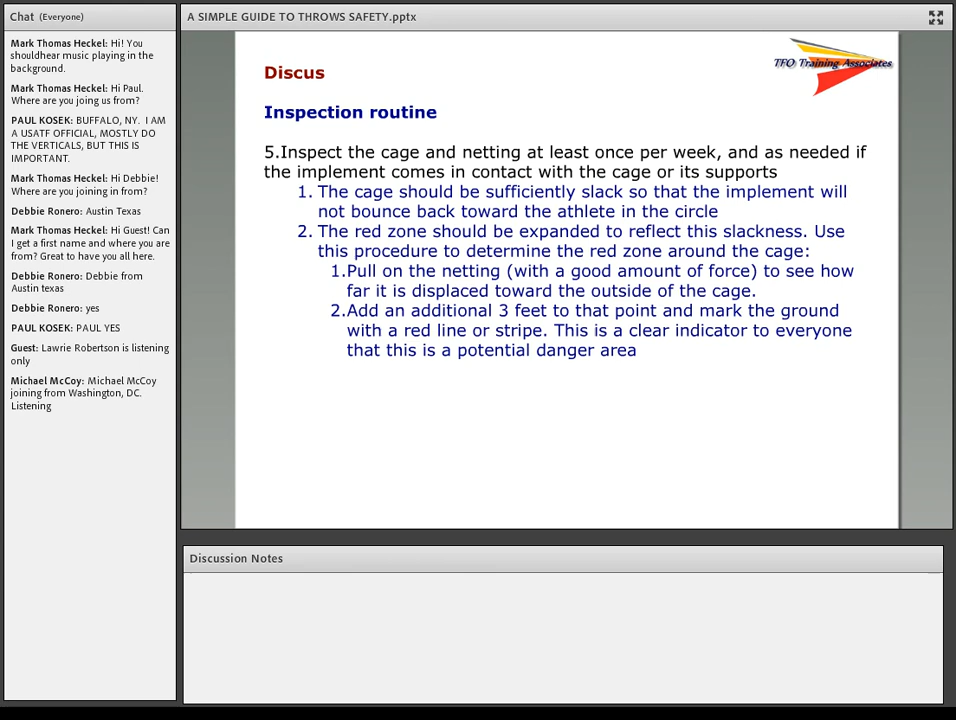 Chat (Everyone)
Mark Thomas Heckel: Hi! You
shouldhear music playing in the
background.
Mark Thomas Heckel: Hi Paul.
Where are you joing us from?
PAUL KOSEK: BUFFALO, NY. I AM
A USATF OFFICIAL, MOSTLY DO
THE VERTICALS, BUT THIS IS
IMPORTANT.
Mark Thomas Heckel: Hi Debbie!
Where are you joining in from?
Debbie Ronero: Austin Texas
Mark Thomas Heckel: Hi Guest! Can
I get a first name and where you are
from? Great to have you all here.
Debbie Ronero: Debbie from
Austin texas
Debbie Ronero: yes
PAUL KOSEK: PAUL YES
Guest: Lawrie Robertson is listening
only
Michael McCoy: Michael McCoy
joining from Washington, DC.
Listening
A SIMPLE GUIDE TO THROWS SAFETY.pptx
TFO Training Associates
Discus
Inspection routine
5.Inspect the cage and netting at least once per week, and as needed if
the implement comes in contact with the cage or its supports
1. The cage should be sufficiently slack so that the implement will
not bounce back toward the athlete in the circle
2. The red zone should be expanded to reflect this slackness. Use
this procedure to determine the red zone around the cage:
1.Pull on the netting (with a good amount of force) to see how
far it is displaced toward the outside of the cage.
2.Add an additional 3 feet to that point and mark the ground
with a red line or stripe. This is a clear indicator to everyone
that this is a potential danger area
Discussion Notes